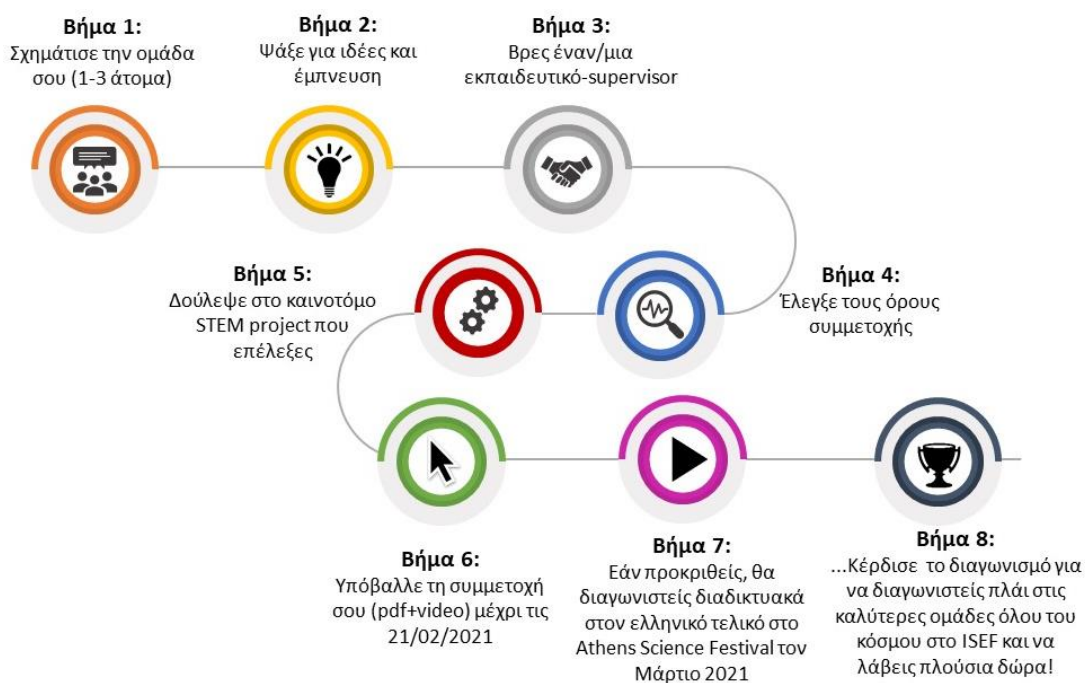 Βήμα 1:
Σχημάτισε την ομάδα
σου (1-3 άτομα)
Βήμα 2:
Ψάξε για ιδέες και
έμπνευση
Βήμα 3:
Βρες έναν/μια
εκπαιδευτικό-supervisor
Βήμα 4:
Έλεγξε τους όρους
συμμετοχής
Βήμα 5:
Δούλεψε στο καινοτόμο
STEM project που
επέλεξες
Βήμα 6:
Υπόβαλλε τη συμμετοχή
σου (pdf+video) μέχρι τις
21/02/2021
Βήμα 7:
Εάν προκριθείς, θα
διαγωνιστείς διαδικτυακά
στον ελληνικό τελικό στο
Athens Science Festival τον
Μάρτιο 2021
Βήμα 8:
...Κέρδισε το διαγωνισμό για
να διαγωνιστείς πλάι στις
καλύτερες ομάδες όλου του
κόσμου στο ISEF και να
λάβεις πλούσια δώρα!